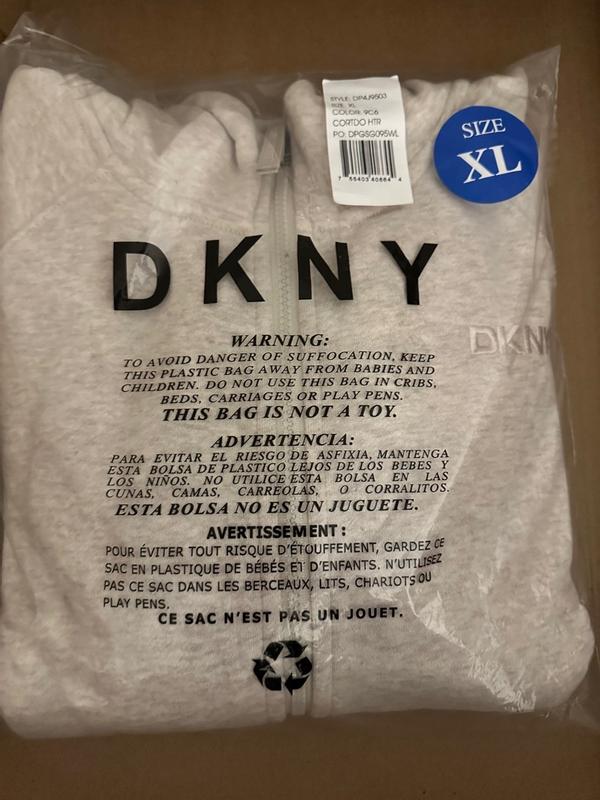 STYLE: DP4J9503
SIZE: XL
COLOR: 9C6
CORTDO HTR
PO: DPGSG095WL
7 55403 40864 4
SIZE
XL
DKNY
DKNY
WARNING:
TO AVOID DANGER OF SUFFOCATION, KEEP
THIS PLASTIC BAG AWAY FROM BABIES AND
CHILDREN. DO NOT USE THIS BAG IN CRIBS,
BEDS, CARRIAGES OR PLAY PENS.
THIS BAG IS NOT A TOY.
ADVERTENCIA:
PARA EVITAR EL RIESGO DE ASFIXIA, MANTENGA
ESTA BOLSA DE PLASTICO LEJOS DE LOS BEBES Y
LOS NIÑOS. NO UTILICE ESTA BOLSA EN LAS
CUNAS, CAMAS, CARREOLAS, O CORRALITOS.
ESTA BOLSA NO ES UN JUGUETE.
AVERTISSEMENT :
POUR ÉVITER TOUT RISQUE D'ÉTOUFFEMENT, GARDEZ CE
SAC EN PLASTIQUE DE BÉBÉS ET D'ENFANTS. N'UTILISEZ
PAS CE SAC DANS LES BERCEAUX, LITS, CHARIOTS OU
PLAY PENS.
CE SAC N'EST PAS UN JOUET.